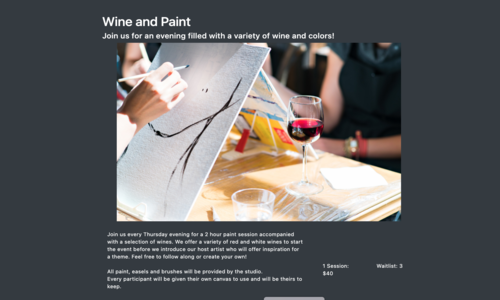 Wine and Paint
Join us for an evening filled with a variety of wine and colors!
Join us every Thursday evening for a 2 hour paint session accompanied
with a selection of wines. We offer a variety of red and white wines to start
the event before we introduce our host artist who will offer inspiration for
a theme. Feel free to follow along or create your own!
All paint, easels and brushes will be provided by the studio.
Every participant will be given their own canvas to use and will be theirs to
keep.
1 Session:
$40
Waitlist: 3